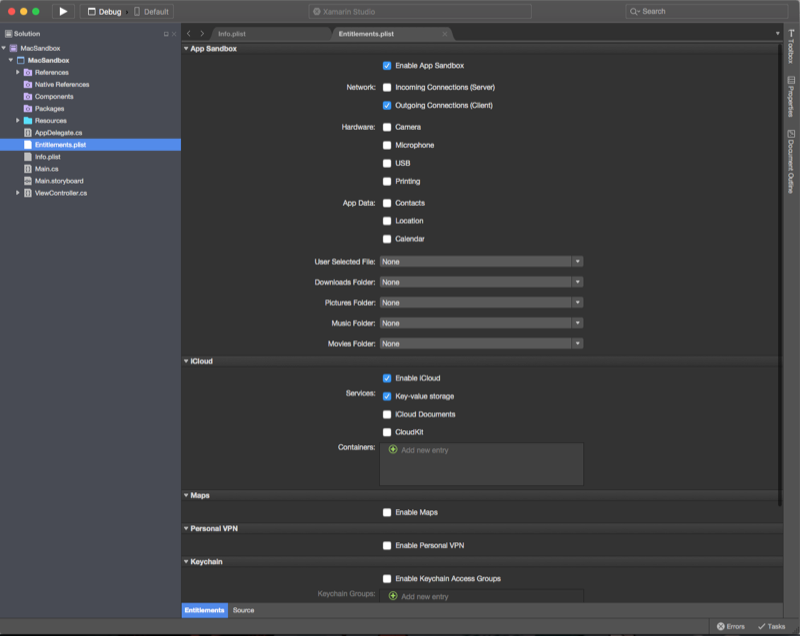 Debug
Default
Xamarin Studio
Search
Solution
Info.plist
Entitlements.plist
MacSandbox
MacSandbox
References
Native References
Components
Packages
Resources
AppDelegate.cs
Entitlements.plist
Info.plist
Main.cs
Main.storyboard
ViewController.cs
App Sandbox
Enable App Sandbox
Network: Incoming Connections (Server)
Outgoing Connections (Client)
Hardware: Camera
Microphone
USB
Printing
App Data: Contacts
Location
Calendar
User Selected File: None
Downloads Folder: None
Pictures Folder: None
Music Folder: None
Movies Folder: None
iCloud
Enable iCloud
Services: Key-value storage
iCloud Documents
CloudKit
Containers: Add new entry
Maps
Enable Maps
Personal VPN
Enable Personal VPN
Keychain
Enable Keychain Access Groups
Keychain Groups: Add new entry
Entitlements Source
Toolbox
Properties
Document Outline
Errors Tasks